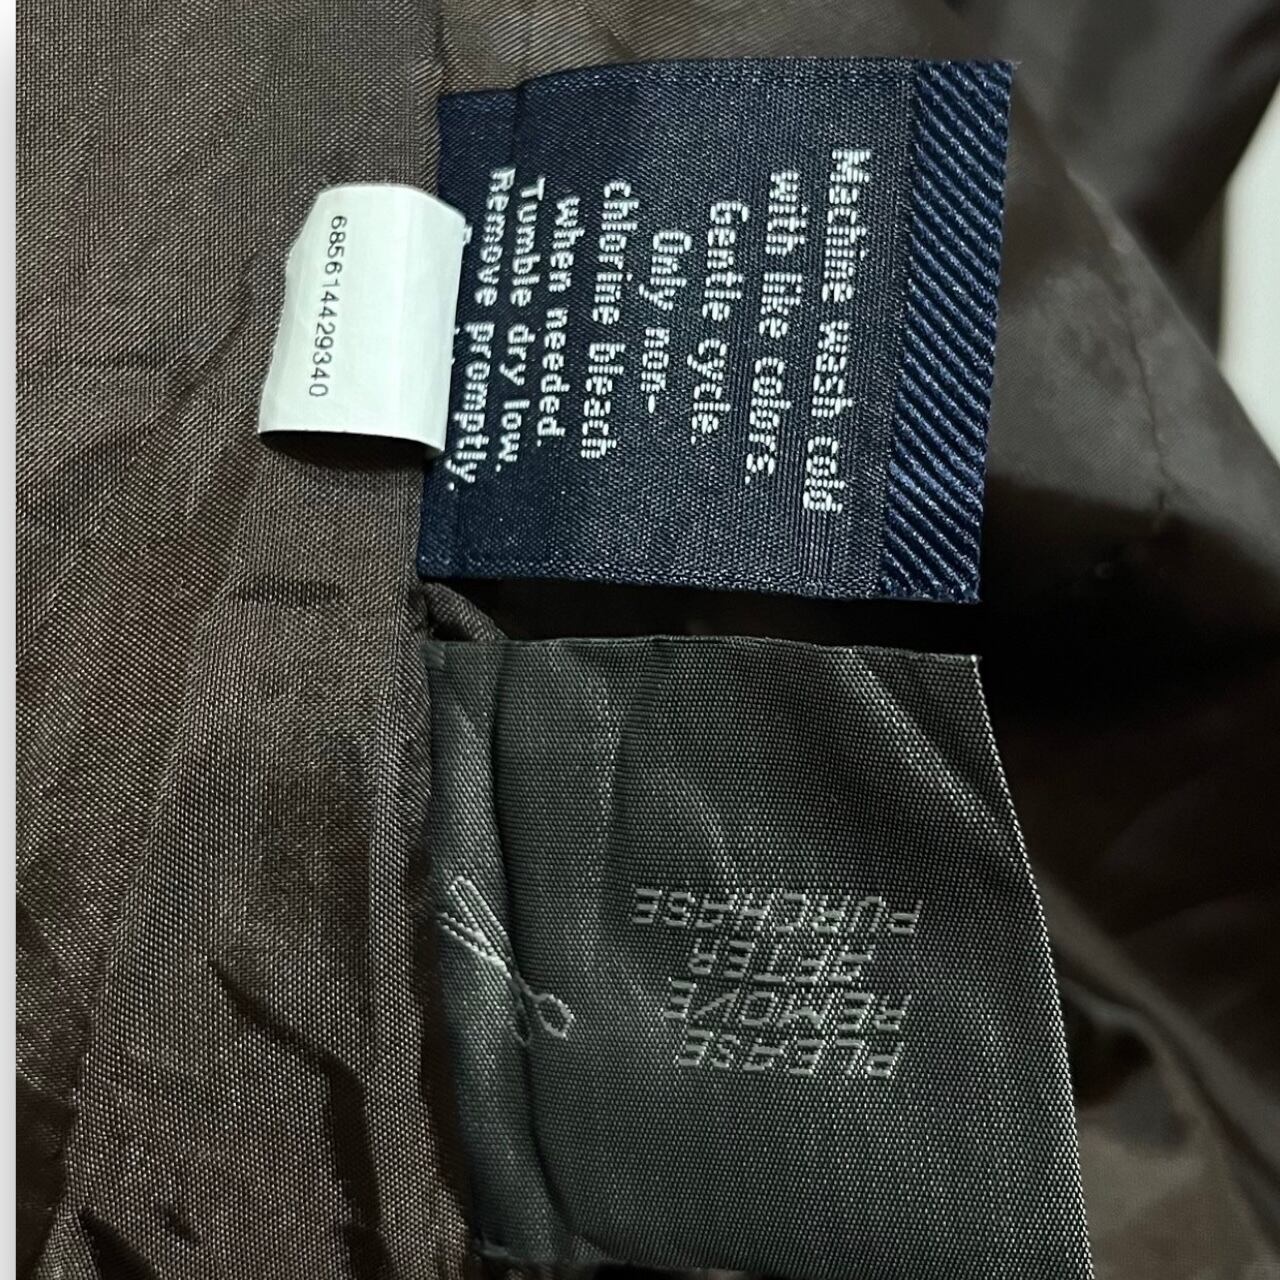 Machine wash cold
with like colors.
Gentle cycle.
Only non-
chlorine bleach
when needed.
Tumble dry low.
Remove promptly.
685614429340
PLEASE
REMOVE
AFTER
PURCHASE